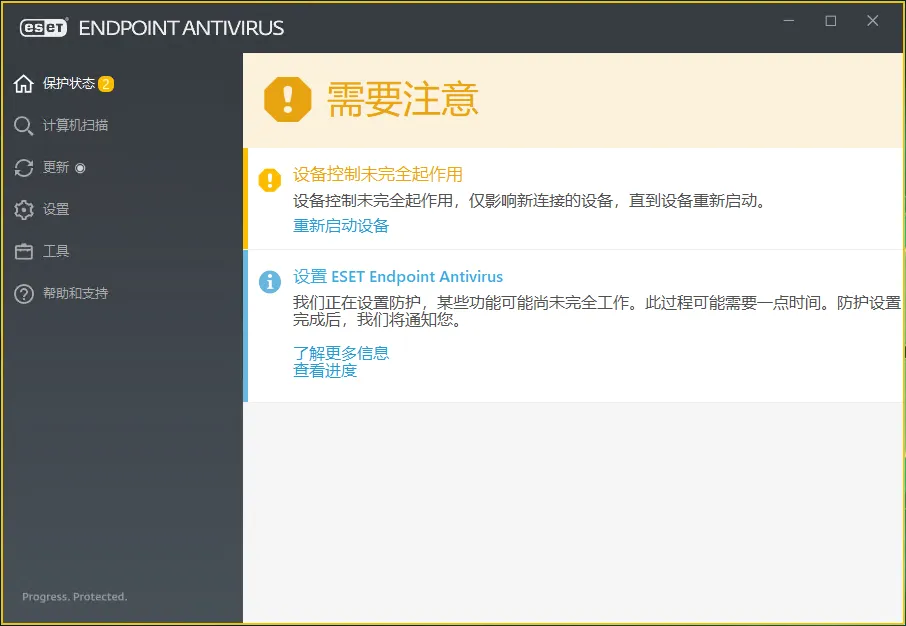 eseT ENDPOINT ANTIVIRUS
保护状态 2
计算机扫描
更新
设置
工具
帮助和支持
Progress. Protected.
需要注意
设备控制未完全起作用
设备控制未完全起作用，仅影响新连接的设备，直到设备重新启动。
重新启动设备
设置 ESET Endpoint Antivirus
我们正在设置防护，某些功能可能尚未完全工作。此过程可能需要一点时间。防护设置
完成后，我们将通知您。
了解更多信息
查看进度